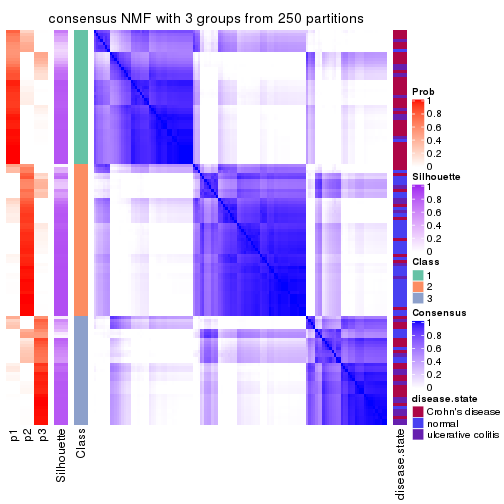 consensus NMF with 3 groups from 250 partitions
Prob
1
0.8
0.6
0.4
0.2
0
Silhouette
1
0.8
0.6
0.4
0.2
0
Class
1
2
3
Consensus
1
0.8
0.6
0.4
0.2
0
disease.state
Crohn's disease
normal
ulcerative colitis
p1
p2
p3
Silhouette
Class
disease.state